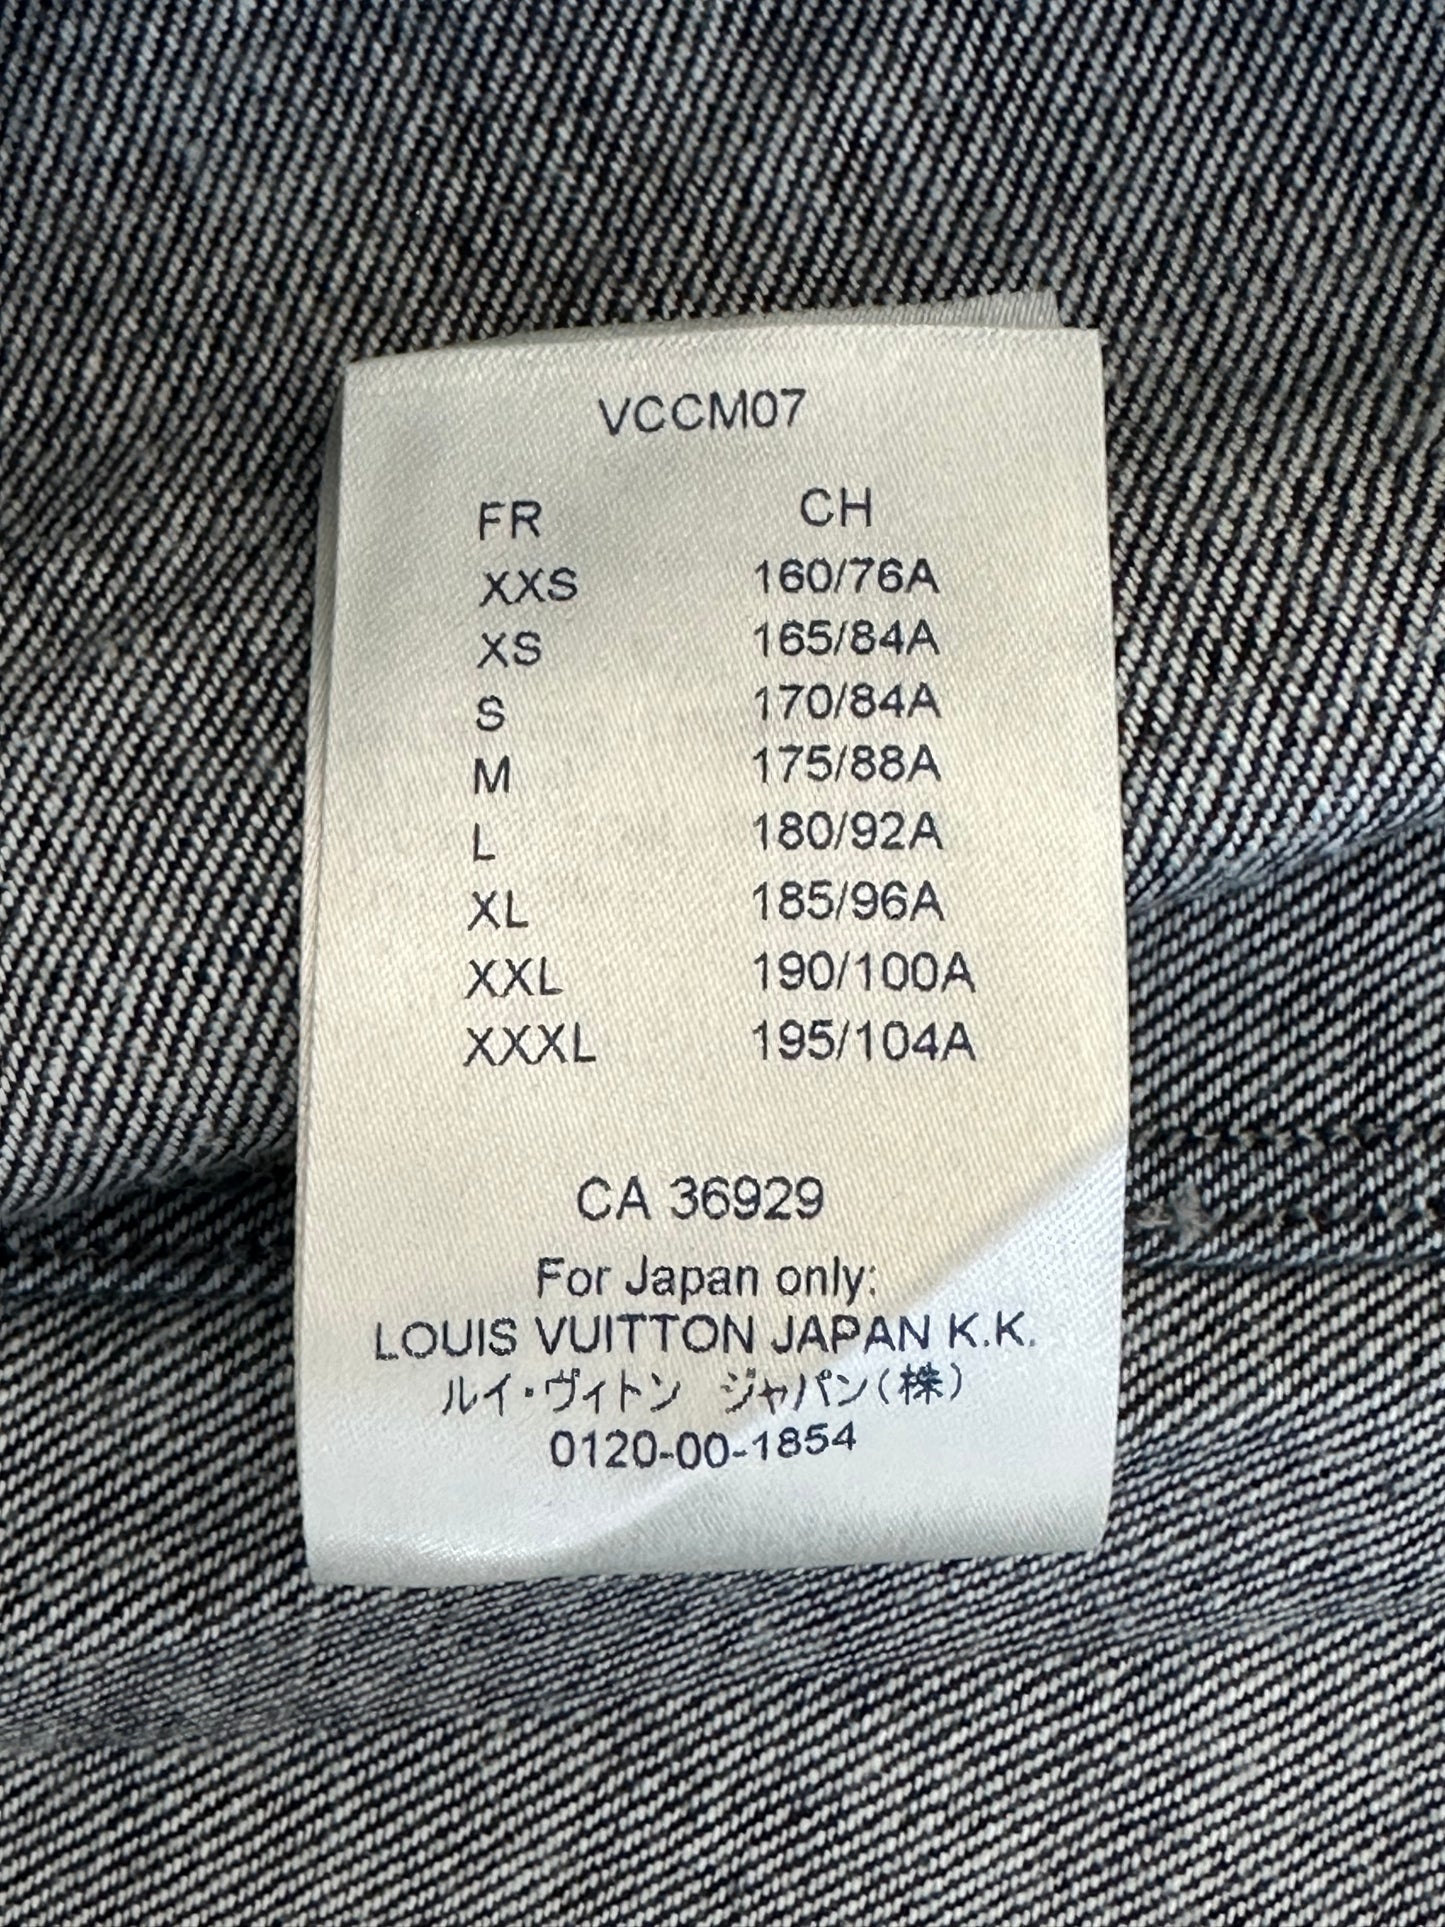 VCCM07
FR CH
XXS 160/76A
XS 165/84A
S 170/84A
M 175/88A
L 180/92A
XL 185/96A
XXL 190/100A
XXXL 195/104A
CA 36929
For Japan only:
LOUIS VUITTON JAPAN K.K.
ルイ・ヴィトン ジャパン(株)
0120-00-1854